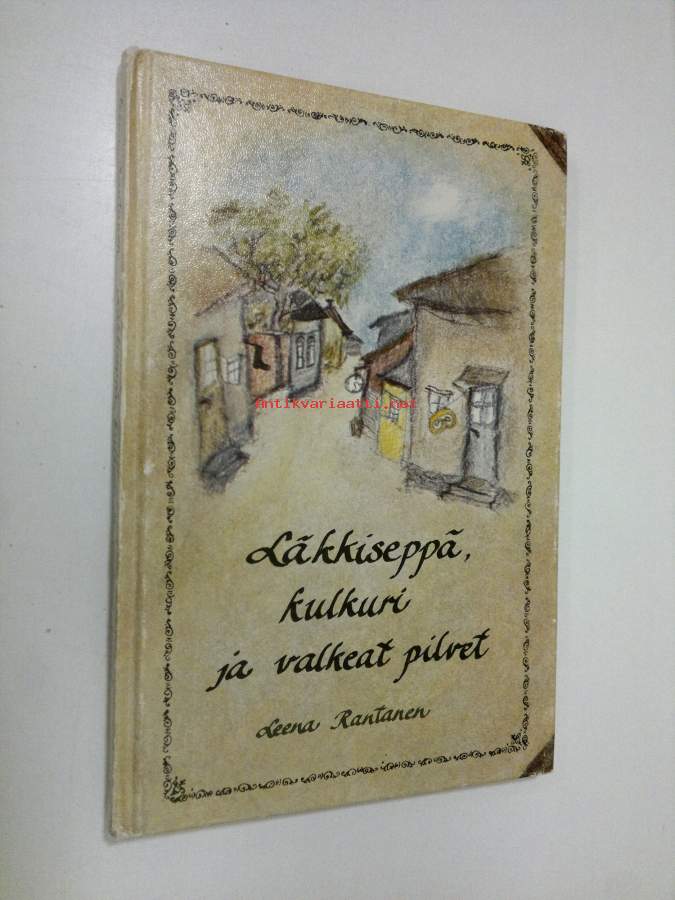 antikvariaatti.net
Läkkiseppä,
kulkuri
ja valkeat pilvet
Leena Rantanen